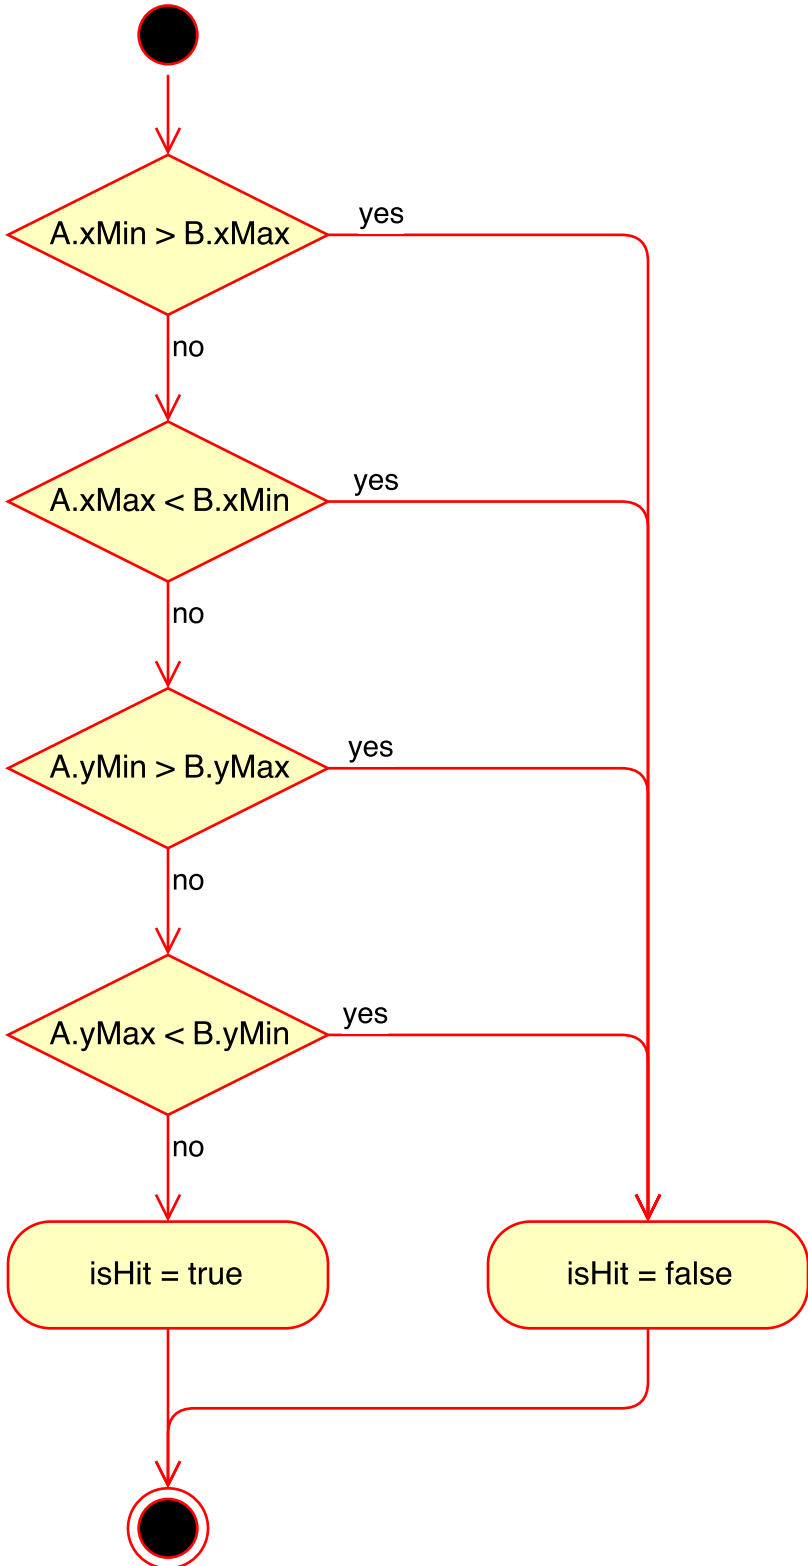 A.xMin > B.xMax
yes
no
A.xMax < B.xMin
yes
no
A.yMin > B.yMax
yes
no
A.yMax < B.yMin
yes
no
isHit = true
isHit = false